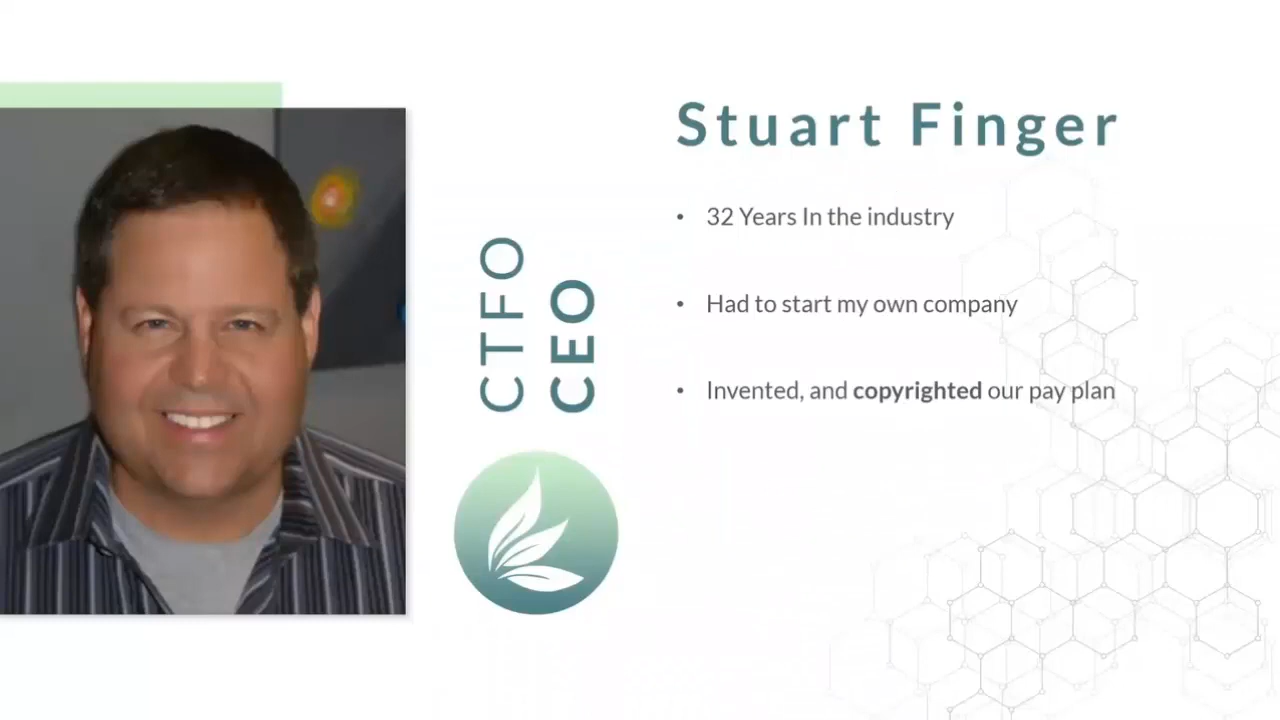 Stuart Finger
• 32 Years In the industry
• Had to start my own company
• Invented, and copyrighted our pay plan
CTFO
CEO